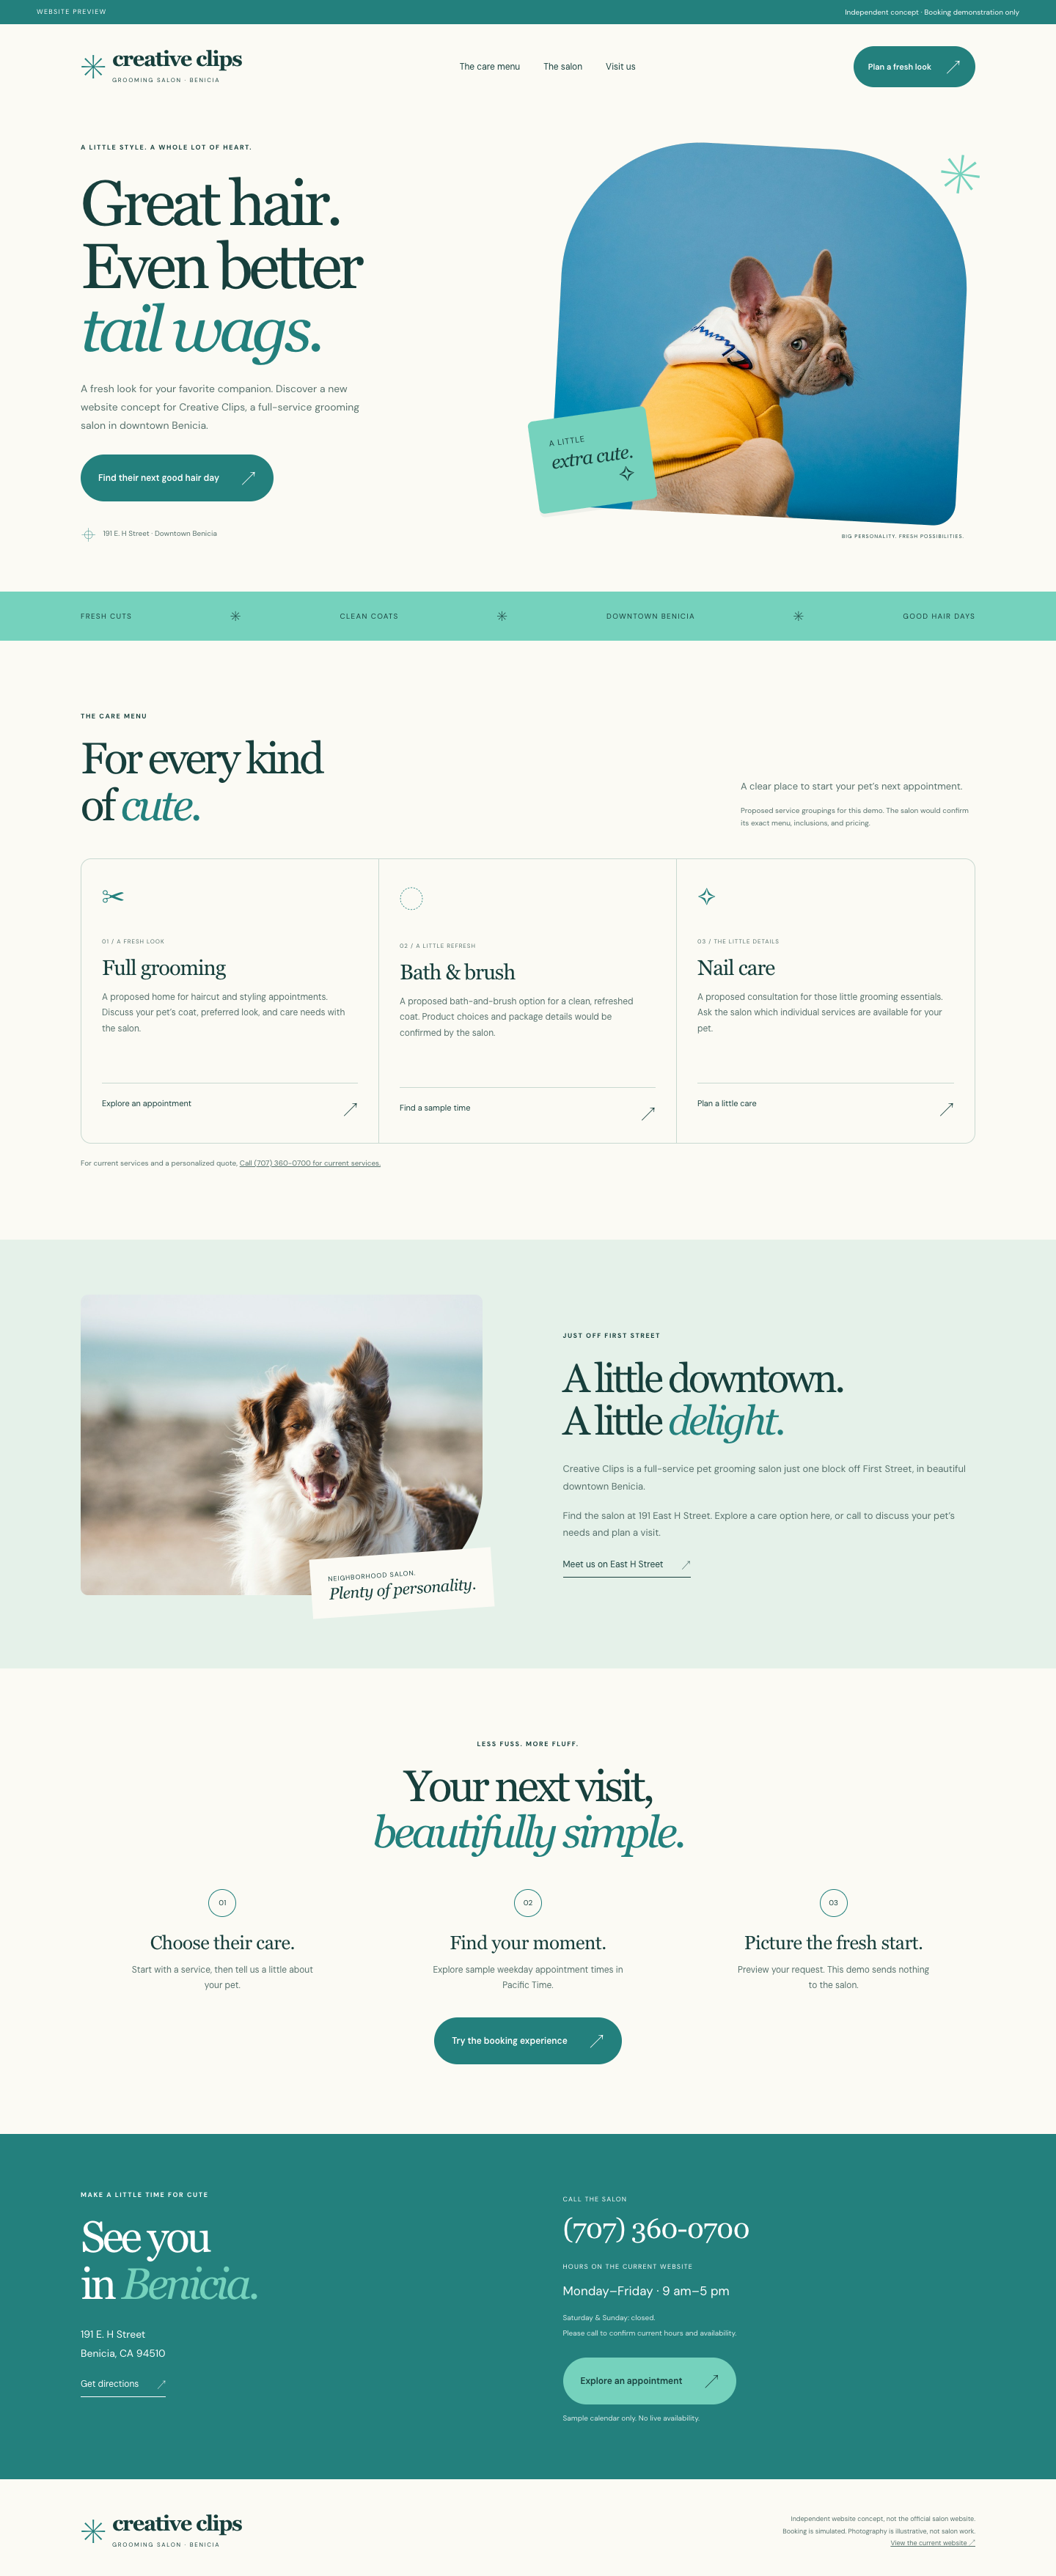 WEBSITE PREVIEW
Independent concept · Booking demonstration only
creative clips
GROOMING SALON · BENICIA
The care menu
The salon
Visit us
Plan a fresh look
A LITTLE STYLE. A WHOLE LOT OF HEART.
Great hair.
Even better
tail wags.
A fresh look for your favorite companion. Discover a new
website concept for Creative Clips, a full-service grooming
salon in downtown Benicia.
Find their next good hair day
191 E. H Street · Downtown Benicia
A LITTLE
extra cute.
BIG PERSONALITY. FRESH POSSIBILITIES.
FRESH CUTS
CLEAN COATS
DOWNTOWN BENICIA
GOOD HAIR DAYS
THE CARE MENU
For every kind
of cute.
A clear place to start your pet's next appointment.
Proposed service groupings for this demo. The salon would confirm
its exact menu, inclusions, and pricing.
01 / A FRESH LOOK
Full grooming
A proposed home for haircut and styling appointments.
Discuss your pet's coat, preferred look, and care needs with
the salon.
Explore an appointment
02 / A LITTLE REFRESH
Bath & brush
A proposed bath-and-brush option for a clean, refreshed
coat. Product choices and package details would be
confirmed by the salon.
Find a sample time
03 / THE LITTLE DETAILS
Nail care
A proposed consultation for those little grooming essentials.
Ask the salon which individual services are available for your
pet.
Plan a little care
For current services and a personalized quote, Call (707) 360-0700 for current services.
NEIGHBORHOOD SALON.
Plenty of personality.
JUST OFF FIRST STREET
A little downtown.
A little delight.
Creative Clips is a full-service pet grooming salon just one block off First Street, in beautiful
downtown Benicia.
Find the salon at 191 East H Street. Explore a care option here, or call to discuss your pet's
needs and plan a visit.
Meet us on East H Street
LESS FUSS. MORE FLUFF.
Your next visit,
beautifully simple.
01
Choose their care.
Start with a service, then tell us a little about
your pet.
02
Find your moment.
Explore sample weekday appointment times in
Pacific Time.
03
Picture the fresh start.
Preview your request. This demo sends nothing
to the salon.
Try the booking experience
MAKE A LITTLE TIME FOR CUTE
See you
in Benicia.
191 E. H Street
Benicia, CA 94510
Get directions
CALL THE SALON
(707) 360-0700
HOURS ON THE CURRENT WEBSITE
Monday–Friday · 9 am–5 pm
Saturday & Sunday: closed.
Please call to confirm current hours and availability.
Explore an appointment
Sample calendar only. No live availability.
creative clips
GROOMING SALON · BENICIA
Independent website concept, not the official salon website.
Booking is simulated. Photography is illustrative, not salon work.
View the current website